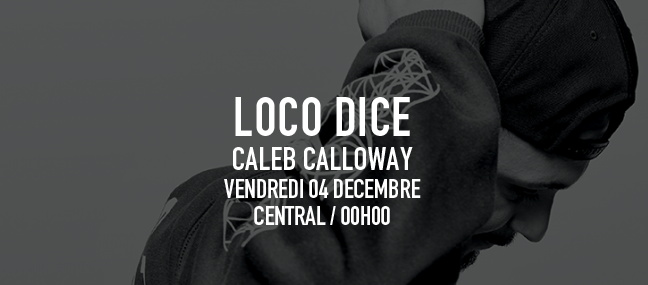 LOCO DICE
CALEB CALLOWAY
VENDREDI 04 DECEMBRE
CENTRAL / 00H00